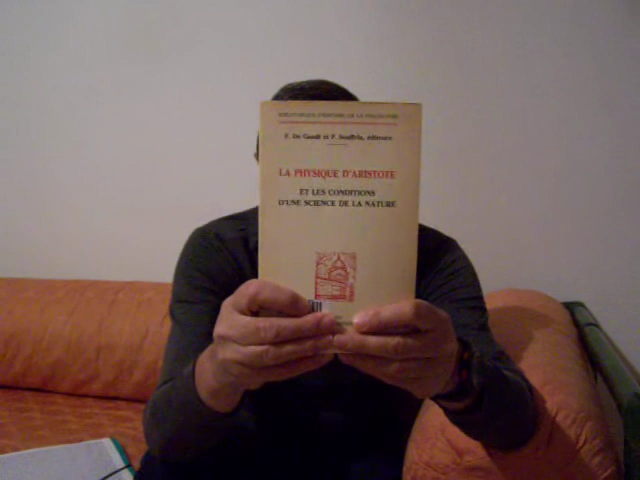 BIBLIOTHÈQUE D'HISTOIRE DE LA PHILOSOPHIE
F. De Gandt et P. Souffrin, éditeurs
LA PHYSIQUE D'ARISTOTE
ET LES CONDITIONS
D'UNE SCIENCE DE LA NATURE